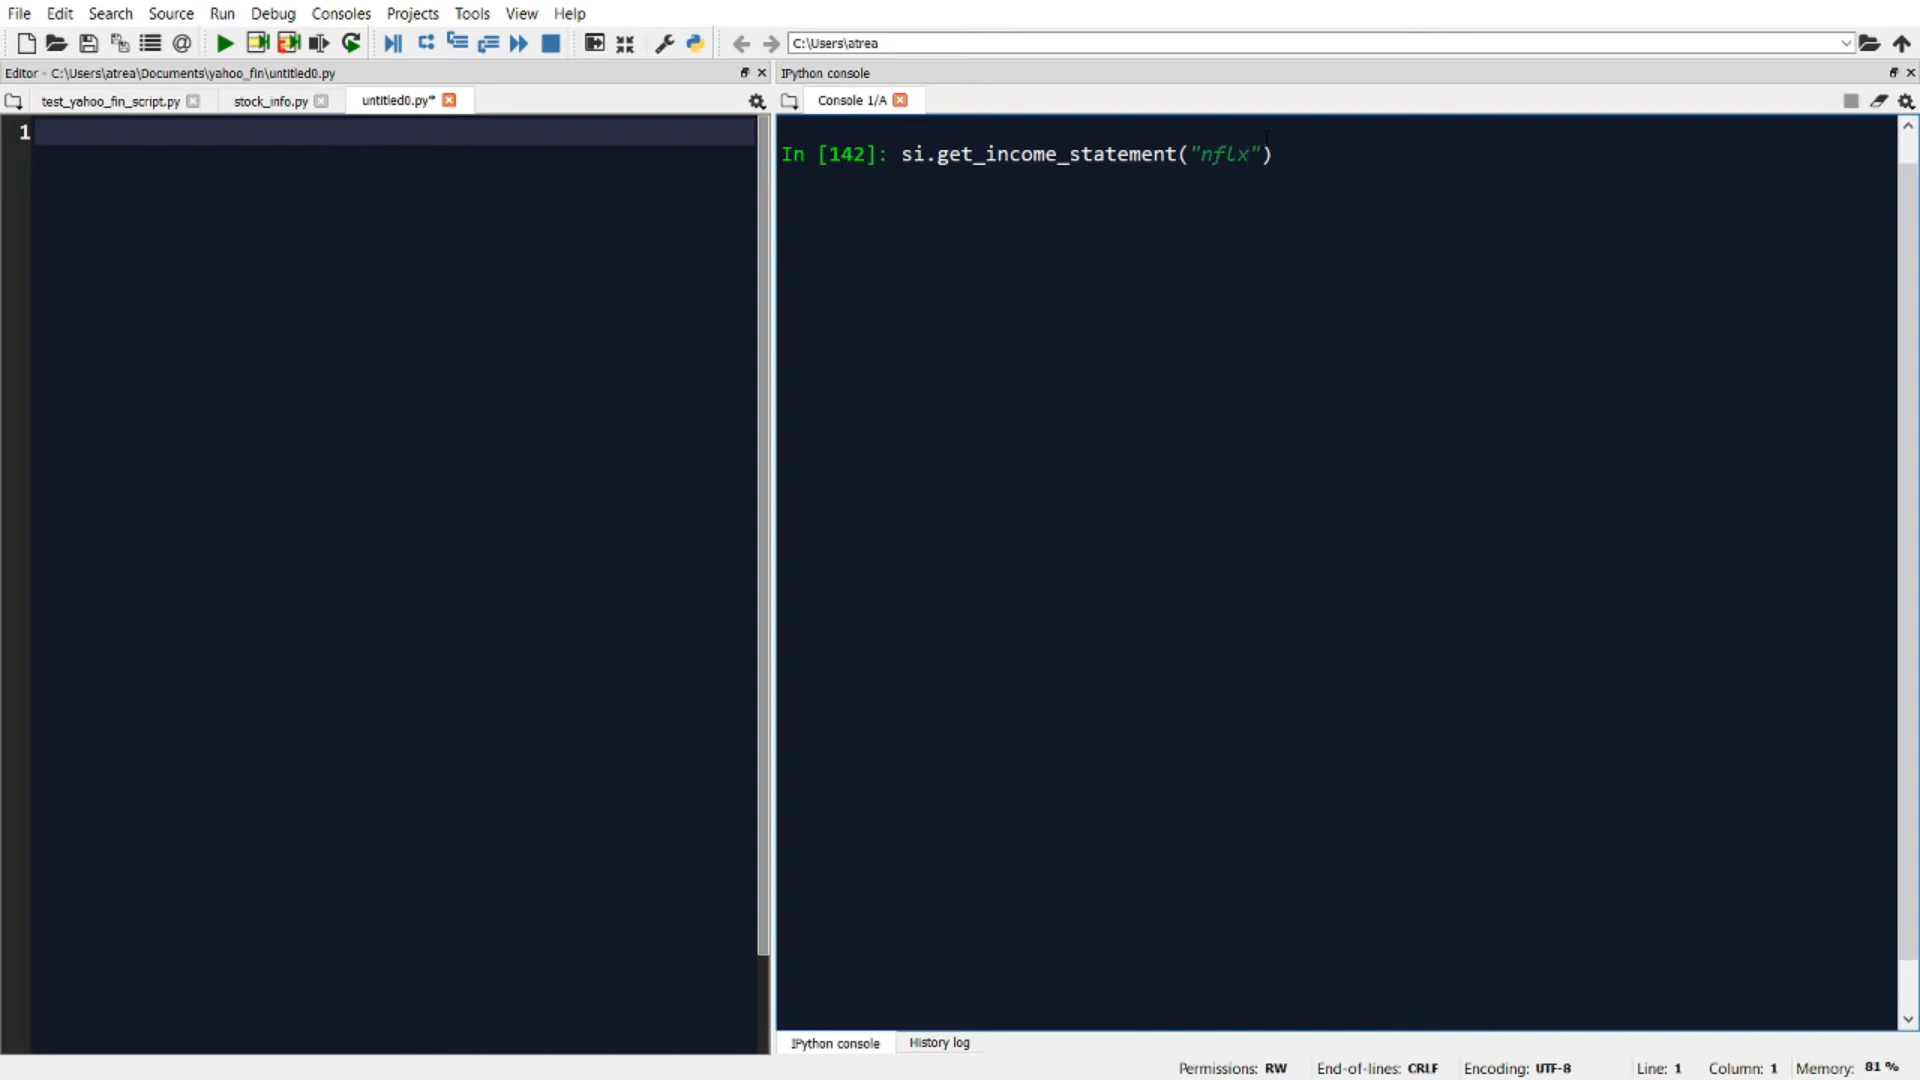 File Edit Search Source Run Debug Consoles Projects Tools View Help
C:\Users\atrea
Editor - C:\Users\atrea\Documents\yahoo_fin\untitled0.py
IPython console
test_yahoo_fin_script.py stock_info.py untitled0.py*
Console 1/A
1
In [142]: si.get_income_statement("nflx")
IPython console History log
Permissions: RW End-of-lines: CRLF Encoding: UTF-8 Line: 1 Column: 1 Memory: 81 %